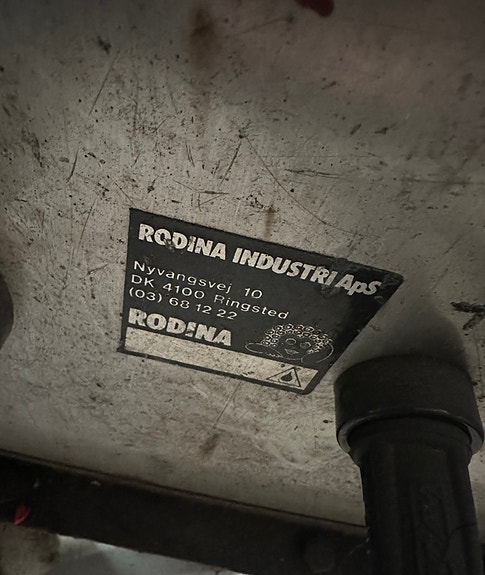 RODINA INDUSTRI ApS
Nyvangsvej 10
DK 4100 Ringsted
(03) 68 12 22
RODINA